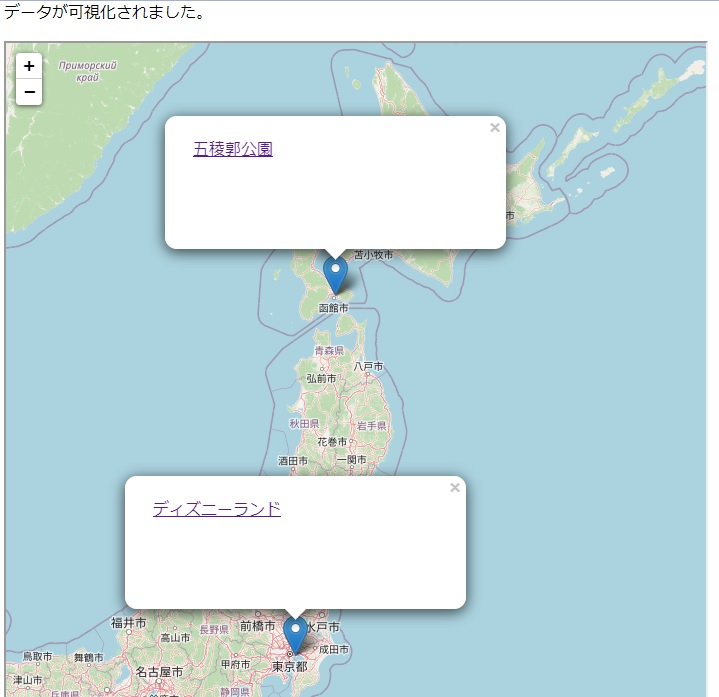 データが可視化されました。
+
Приморский
край
−
×
五稜郭公園
市
苫小牧市
函館市
青森県
八戸市
弘前市
秋田県
岩手県
花巻市
酒田市
一関市
×
ディズニーランド
福井市
前橋市
水戸市
長野県
高山市
鳥取市
舞鶴市
甲府市
成田市
名古屋市
東京都
津山市
兵庫県
静岡県